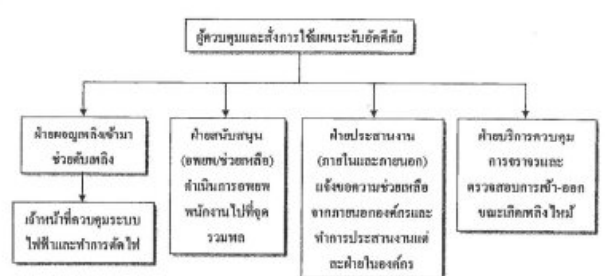 ผู้ควบคุมและสั่งการใช้แผนระงับอัคคีภัย
ฝ่ายผจญเพลิงเข้ามา
ช่วยดับเพลิง
เจ้าหน้าที่ควบคุมระบบ
ไฟฟ้าและทำการตัดไฟ
ฝ่ายสนับสนุน
(อพยพ/ช่วยเหลือ)
ดำเนินการอพยพ
พนักงานไปที่จุด
รวมพล
ฝ่ายประสานงาน
(ภายในและภายนอก)
แจ้งขอความช่วยเหลือ
จากภายนอกองค์กรและ
ทำการประสานงานแต่
ละฝ่ายในองค์กร
ฝ่ายบริการควบคุม
การจราจรและ
ตรวจสอบการเข้า-ออก
ขณะเกิดเพลิงไหม้